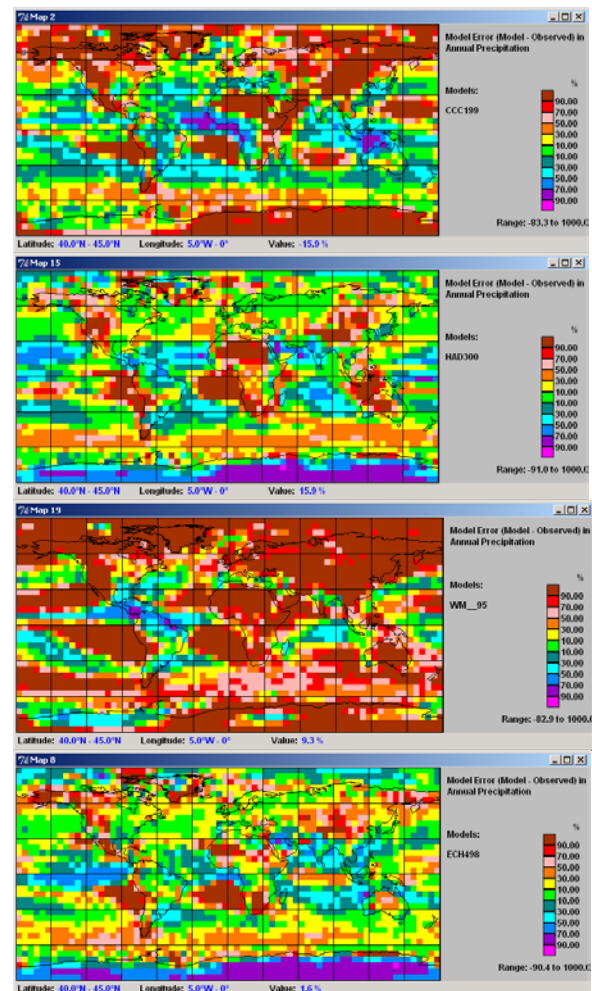 Map 2
Model Error (Model - Observed) in
Annual Precipitation
Models:
CCC199
%
90.00
70.00
50.00
30.00
10.00
10.00
30.00
50.00
70.00
90.00
Range: -83.3 to 1000.0
Latitude: 40.0°N - 45.0°N Longitude: 5.0°W - 0° Value: -15.9 %
Map 15
Model Error (Model - Observed) in
Annual Precipitation
Models:
HAD300
%
90.00
70.00
50.00
30.00
10.00
10.00
30.00
50.00
70.00
90.00
Range: -91.0 to 1000.0
Latitude: 40.0°N - 45.0°N Longitude: 5.0°W - 0° Value: 15.9 %
Map 19
Model Error (Model - Observed) in
Annual Precipitation
Models:
WM__95
%
90.00
70.00
50.00
30.00
10.00
10.00
30.00
50.00
70.00
90.00
Range: -82.9 to 1000.0
Latitude: 40.0°N - 45.0°N Longitude: 5.0°W - 0° Value: 9.3 %
Map 8
Model Error (Model - Observed) in
Annual Precipitation
Models:
ECH498
%
90.00
70.00
50.00
30.00
10.00
10.00
30.00
50.00
70.00
90.00
Range: -90.4 to 1000.0
Latitude: 40.0°N - 45.0°N Longitude: 5.0°W - 0° Value: 1.6 %